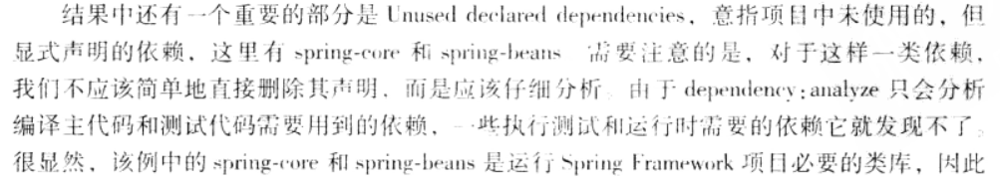 结果中还有一个重要的部分是 Unused declared dependencies，意指项目中未使用的，但
显式声明的依赖，这里有 spring-core 和 spring-beans。需要注意的是，对于这样一类依赖，
我们不应该简单地直接删除其声明，而是应该仔细分析。由于 dependency:analyze 只会分析
编译主代码和测试代码需要用到的依赖，一些执行测试和运行时需要的依赖它就发现不了。
很显然，该例中的 spring-core 和 spring-beans 是运行 Spring Framework 项目必要的类库，因此